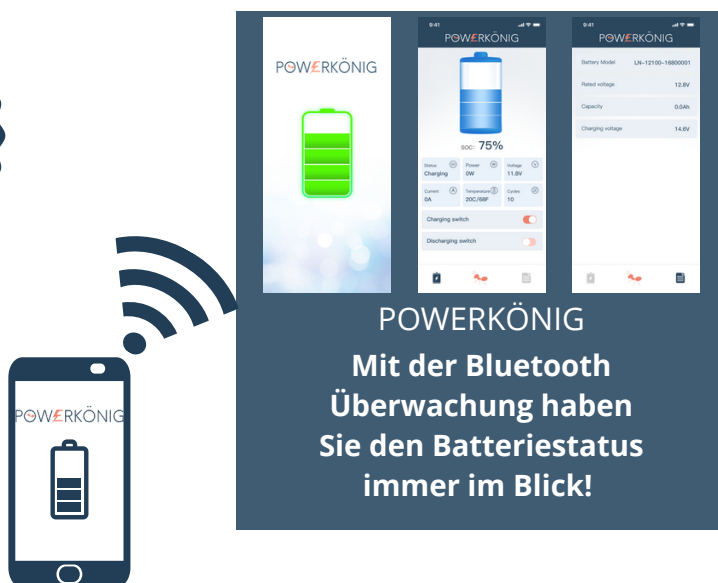 POWERKÖNIG
9:41
POWERKÖNIG
SOC: 75%
Status Power Voltage
Charging 0W 11.8V
Current Temperature Cycles
0A 20C/68F 10
Charging switch
Discharging switch
9:41
POWERKÖNIG
Battery Model LN-12100-16800001
Rated voltage 12.8V
Capacity 0.0Ah
Charging voltage 14.6V
POWERKÖNIG
POWERKÖNIG
Mit der Bluetooth
Überwachung haben
Sie den Batteriestatus
immer im Blick!